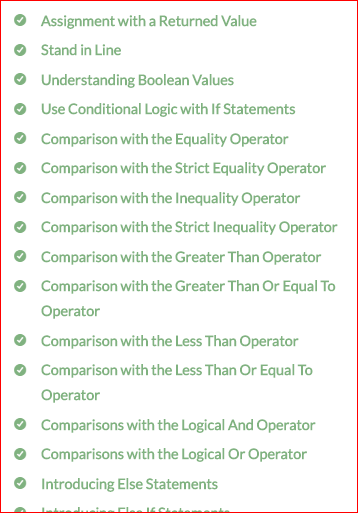 Assignment with a Returned Value
Stand in Line
Understanding Boolean Values
Use Conditional Logic with If Statements
Comparison with the Equality Operator
Comparison with the Strict Equality Operator
Comparison with the Inequality Operator
Comparison with the Strict Inequality Operator
Comparison with the Greater Than Operator
Comparison with the Greater Than Or Equal To
Operator
Comparison with the Less Than Operator
Comparison with the Less Than Or Equal To
Operator
Comparisons with the Logical And Operator
Comparisons with the Logical Or Operator
Introducing Else Statements
Introducing Else If Statements